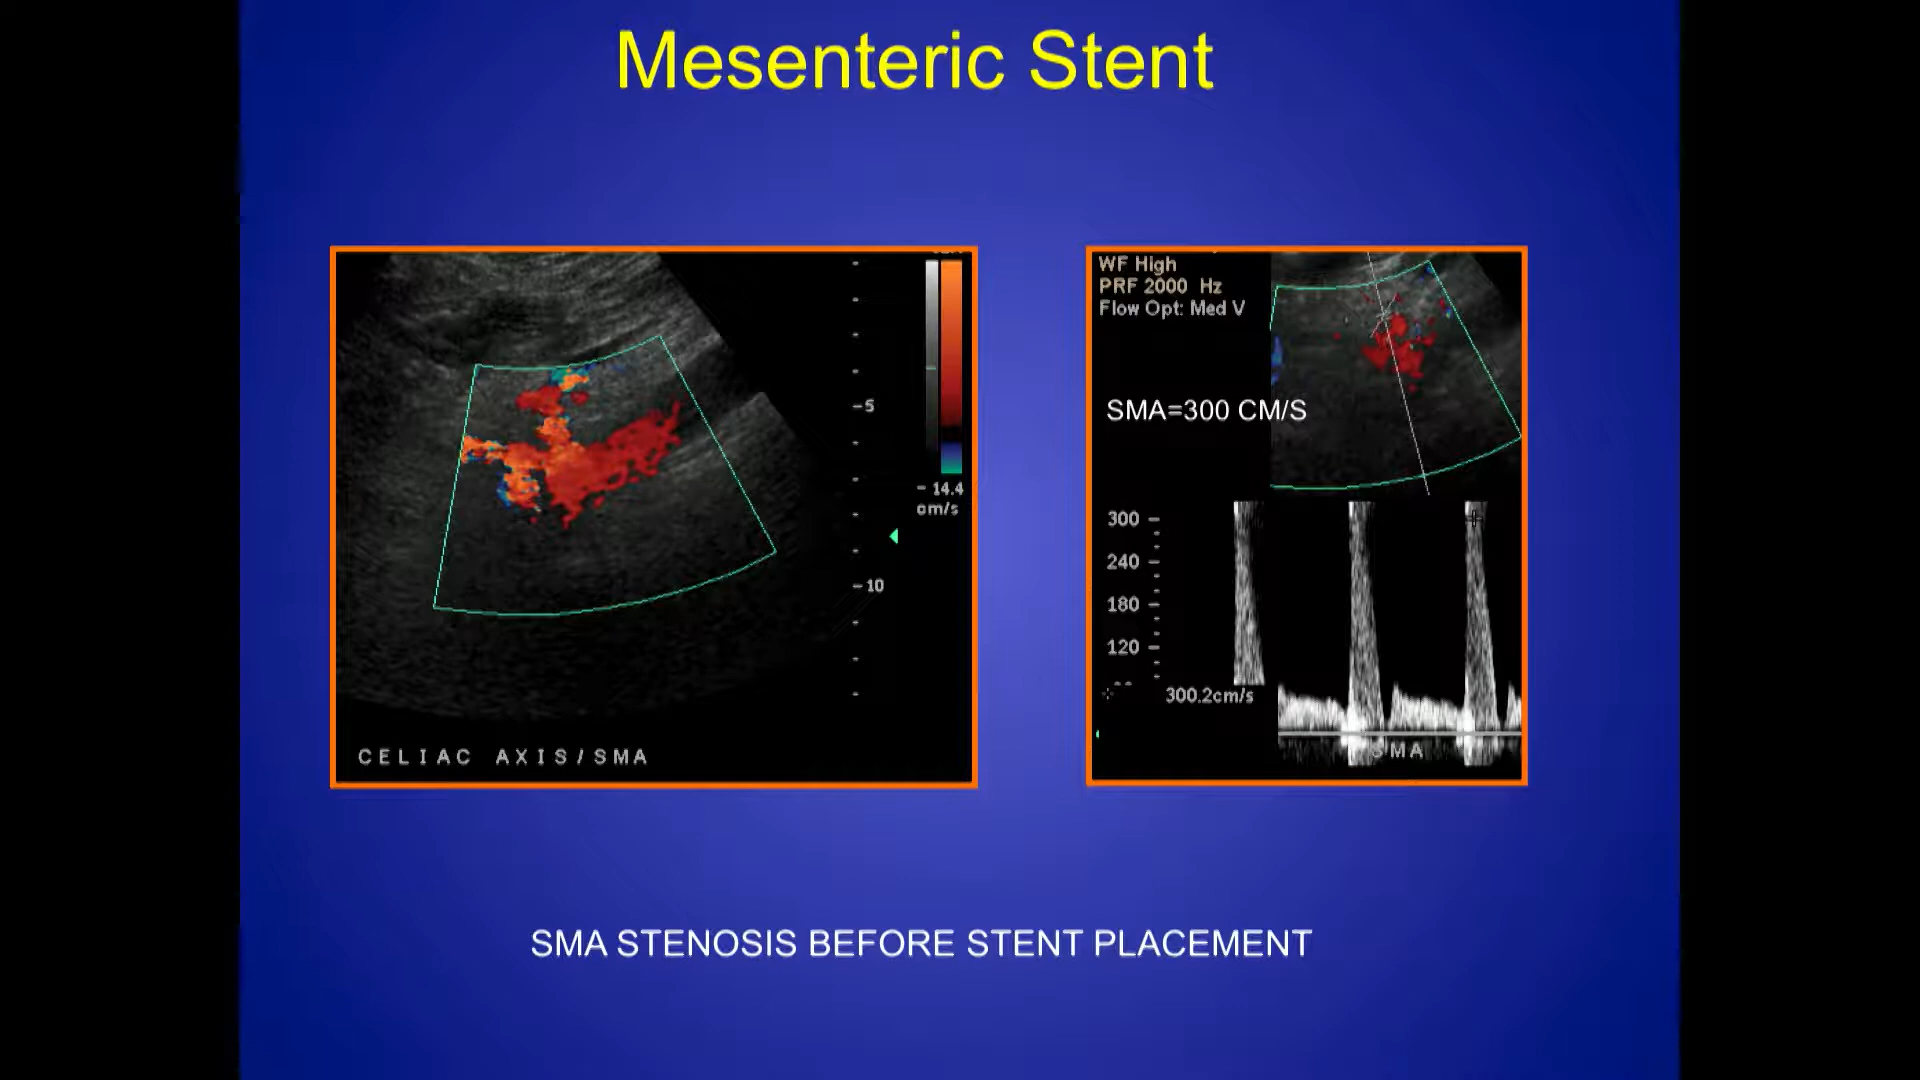 Mesenteric Stent
5
10
- 14.4
cm/s
CELIAC AXIS/SMA
WF High
PRF 2000 Hz
Flow Opt: Med V
SMA=300 CM/S
300
240
180
120
300.2cm/s
SMA
SMA STENOSIS BEFORE STENT PLACEMENT